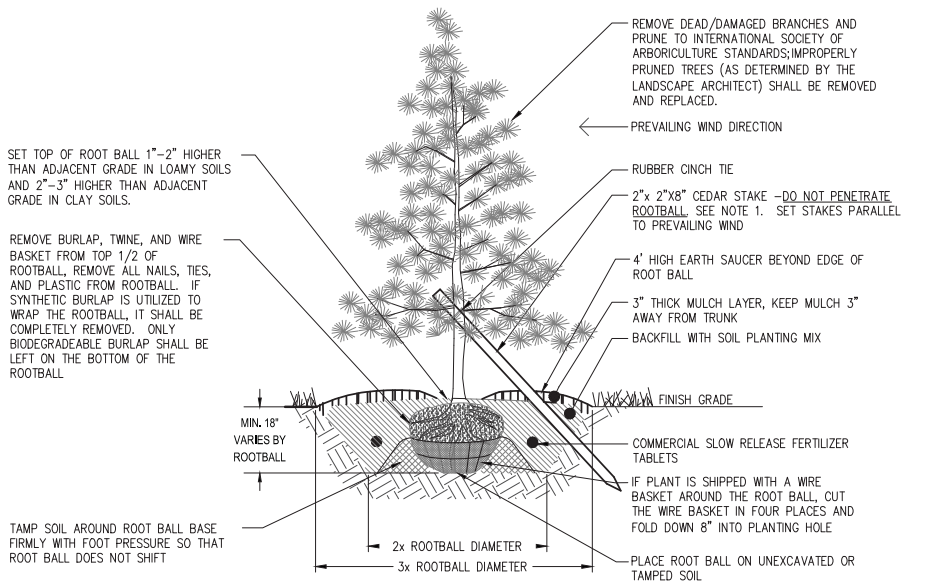 REMOVE DEAD/DAMAGED BRANCHES AND
PRUNE TO INTERNATIONAL SOCIETY OF
ARBORICULTURE STANDARDS;IMPROPERLY
PRUNED TREES (AS DETERMINED BY THE
LANDSCAPE ARCHITECT) SHALL BE REMOVED
AND REPLACED.
PREVAILING WIND DIRECTION
SET TOP OF ROOT BALL 1"-2" HIGHER
THAN ADJACENT GRADE IN LOAMY SOILS
AND 2"-3" HIGHER THAN ADJACENT
GRADE IN CLAY SOILS.
RUBBER CINCH TIE
2"x 2"X8" CEDAR STAKE -DO NOT PENETRATE
ROOTBALL. SEE NOTE 1. SET STAKES PARALLEL
TO PREVAILING WIND
REMOVE BURLAP, TWINE, AND WIRE
BASKET FROM TOP 1/2 OF
ROOTBALL, REMOVE ALL NAILS, TIES,
AND PLASTIC FROM ROOTBALL. IF
SYNTHETIC BURLAP IS UTILIZED TO
WRAP THE ROOTBALL, IT SHALL BE
COMPLETELY REMOVED. ONLY
BIODEGRADEABLE BURLAP SHALL BE
LEFT ON THE BOTTOM OF THE
ROOTBALL
4' HIGH EARTH SAUCER BEYOND EDGE OF
ROOT BALL
3" THICK MULCH LAYER, KEEP MULCH 3"
AWAY FROM TRUNK
BACKFILL WITH SOIL PLANTING MIX
FINISH GRADE
MIN. 18"
VARIES BY
ROOTBALL
COMMERCIAL SLOW RELEASE FERTILIZER
TABLETS
IF PLANT IS SHIPPED WITH A WIRE
BASKET AROUND THE ROOT BALL, CUT
THE WIRE BASKET IN FOUR PLACES AND
FOLD DOWN 8" INTO PLANTING HOLE
TAMP SOIL AROUND ROOT BALL BASE
FIRMLY WITH FOOT PRESSURE SO THAT
ROOT BALL DOES NOT SHIFT
2x ROOTBALL DIAMETER
3x ROOTBALL DIAMETER
PLACE ROOT BALL ON UNEXCAVATED OR
TAMPED SOIL